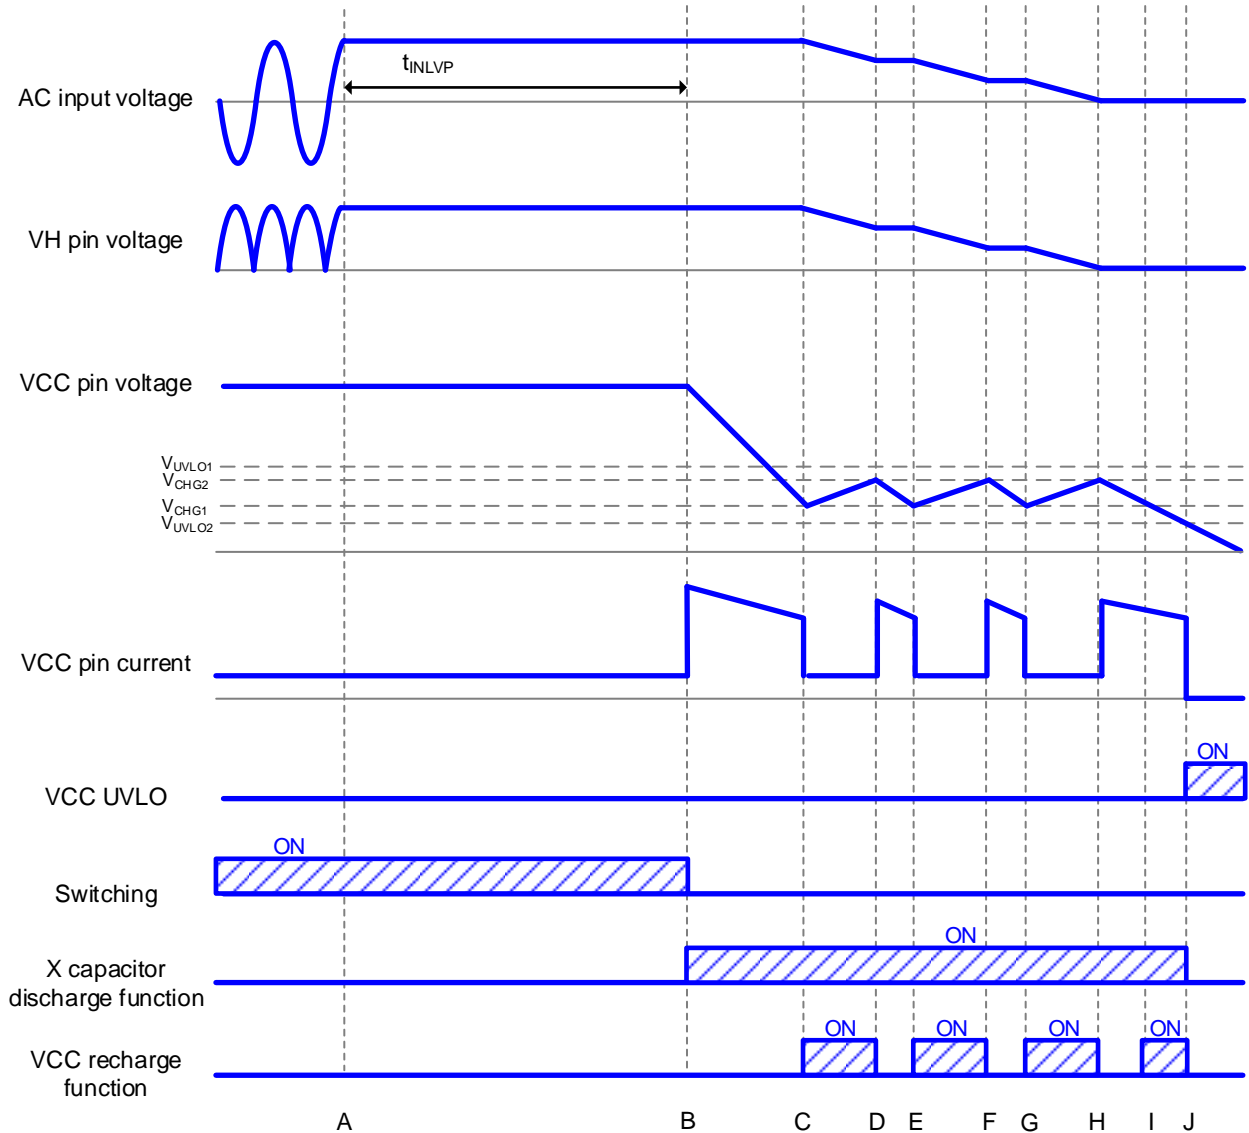 tINLVP
AC input voltage
VH pin voltage
VCC pin voltage
VUVLO1
VCHG2
VCHG1
VUVLO2
VCC pin current
ON
VCC UVLO
ON
Switching
ON
X capacitor
discharge function
ON ON ON ON
VCC recharge
function
A B C D E F G H I J